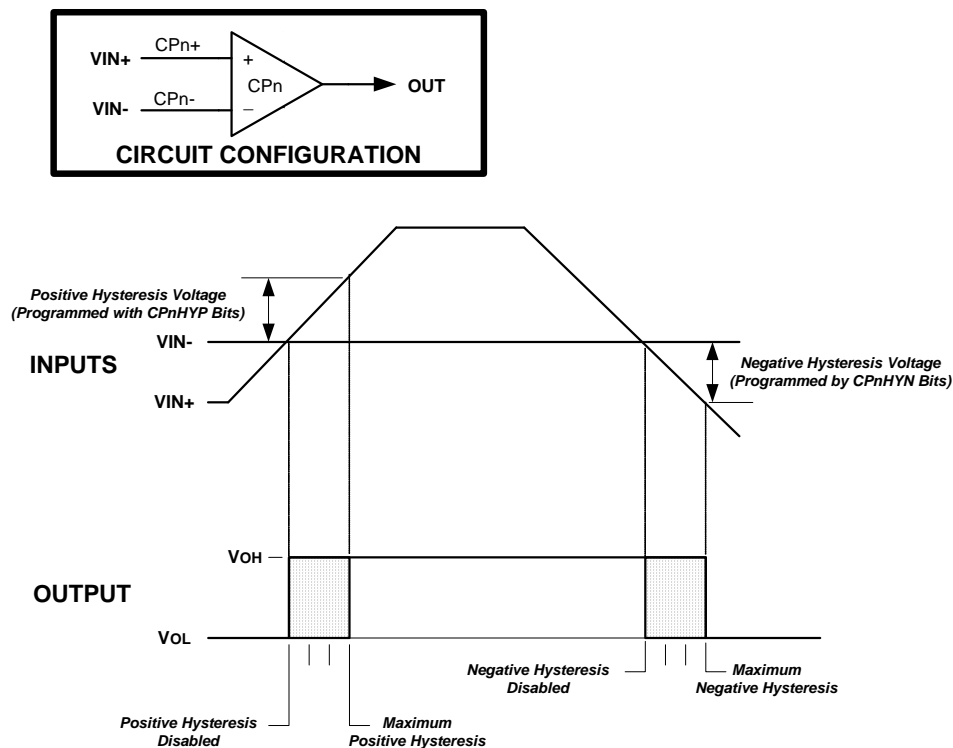 VIN+
CPn+
+
CPn
OUT
VIN-
CPn-
–
CIRCUIT CONFIGURATION
Positive Hysteresis Voltage
(Programmed with CPnHYP Bits)
VIN-
INPUTS
Negative Hysteresis Voltage
(Programmed by CPnHYN Bits)
VIN+
VOH
OUTPUT
VOL
Negative Hysteresis
Disabled
Maximum
Negative Hysteresis
Positive Hysteresis
Disabled
Maximum
Positive Hysteresis